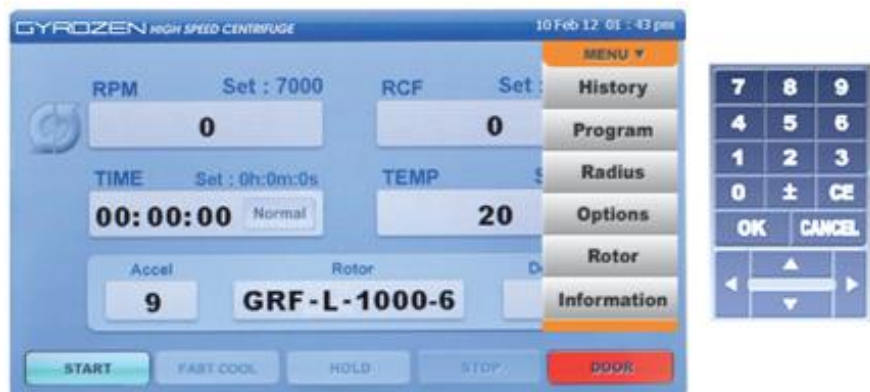 GYROZEN HIGH SPEED CENTRIFUGE
10 Feb 12 01 : 43 pm
MENU ▼
RPM Set : 7000
0
RCF Set :
0
TIME Set : 0h:0m:0s
00:00:00 Normal
TEMP S
20
Accel
9
Rotor
GRF-L-1000-6
D
History
Program
Radius
Options
Rotor
Information
START
FAST COOL
HOLD
STOP
DOOR
7 8 9
4 5 6
1 2 3
0 ± CE
OK CANCEL